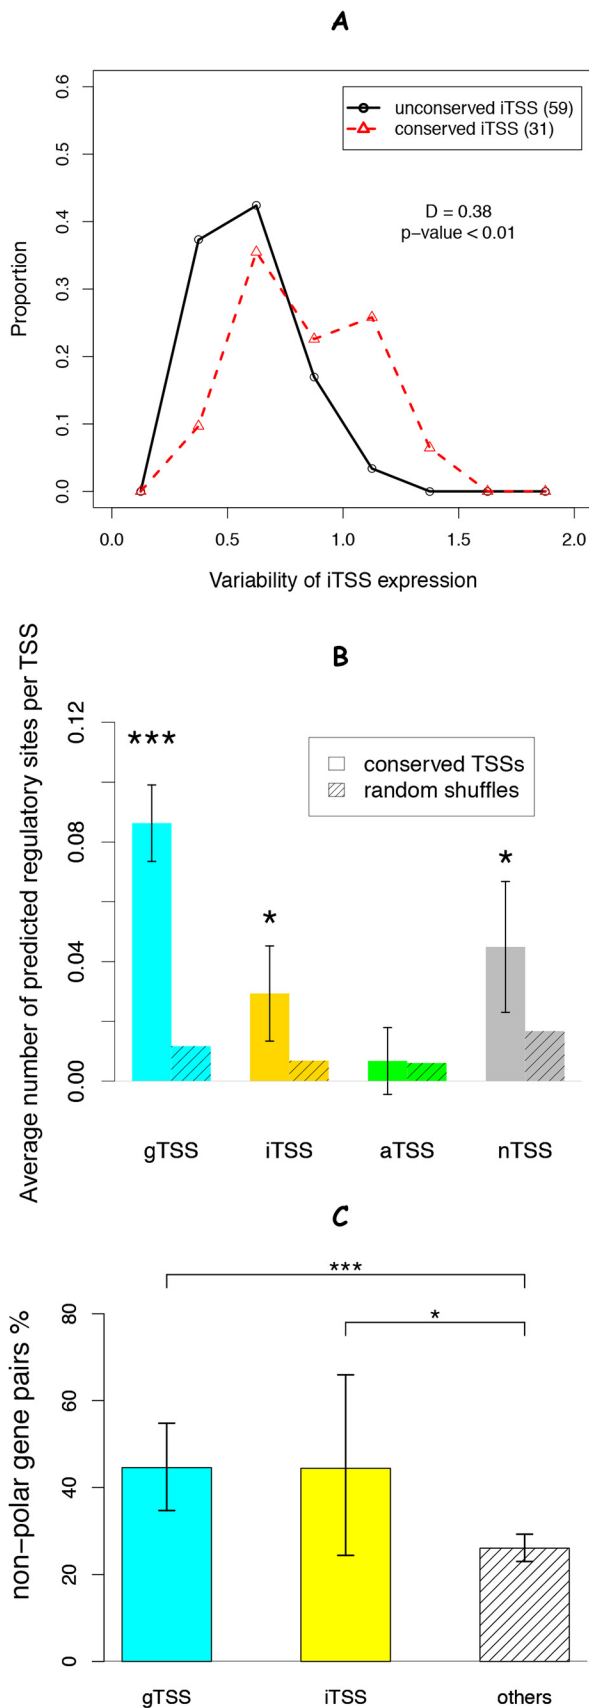 A
0.6
0.5
0.4
0.3
0.2
0.1
0.0
Proportion
unconserved iTSS (59)
conserved iTSS (31)
D = 0.38
p−value < 0.01
0.0 0.5 1.0 1.5 2.0
Variability of iTSS expression
B
Average number of predicted regulatory sites per TSS
0.12
0.08
0.04
0.00
***
*
*
conserved TSSs
random shuffles
gTSS iTSS aTSS nTSS
C
***
*
non−polar gene pairs %
80
60
40
20
0
gTSS iTSS others